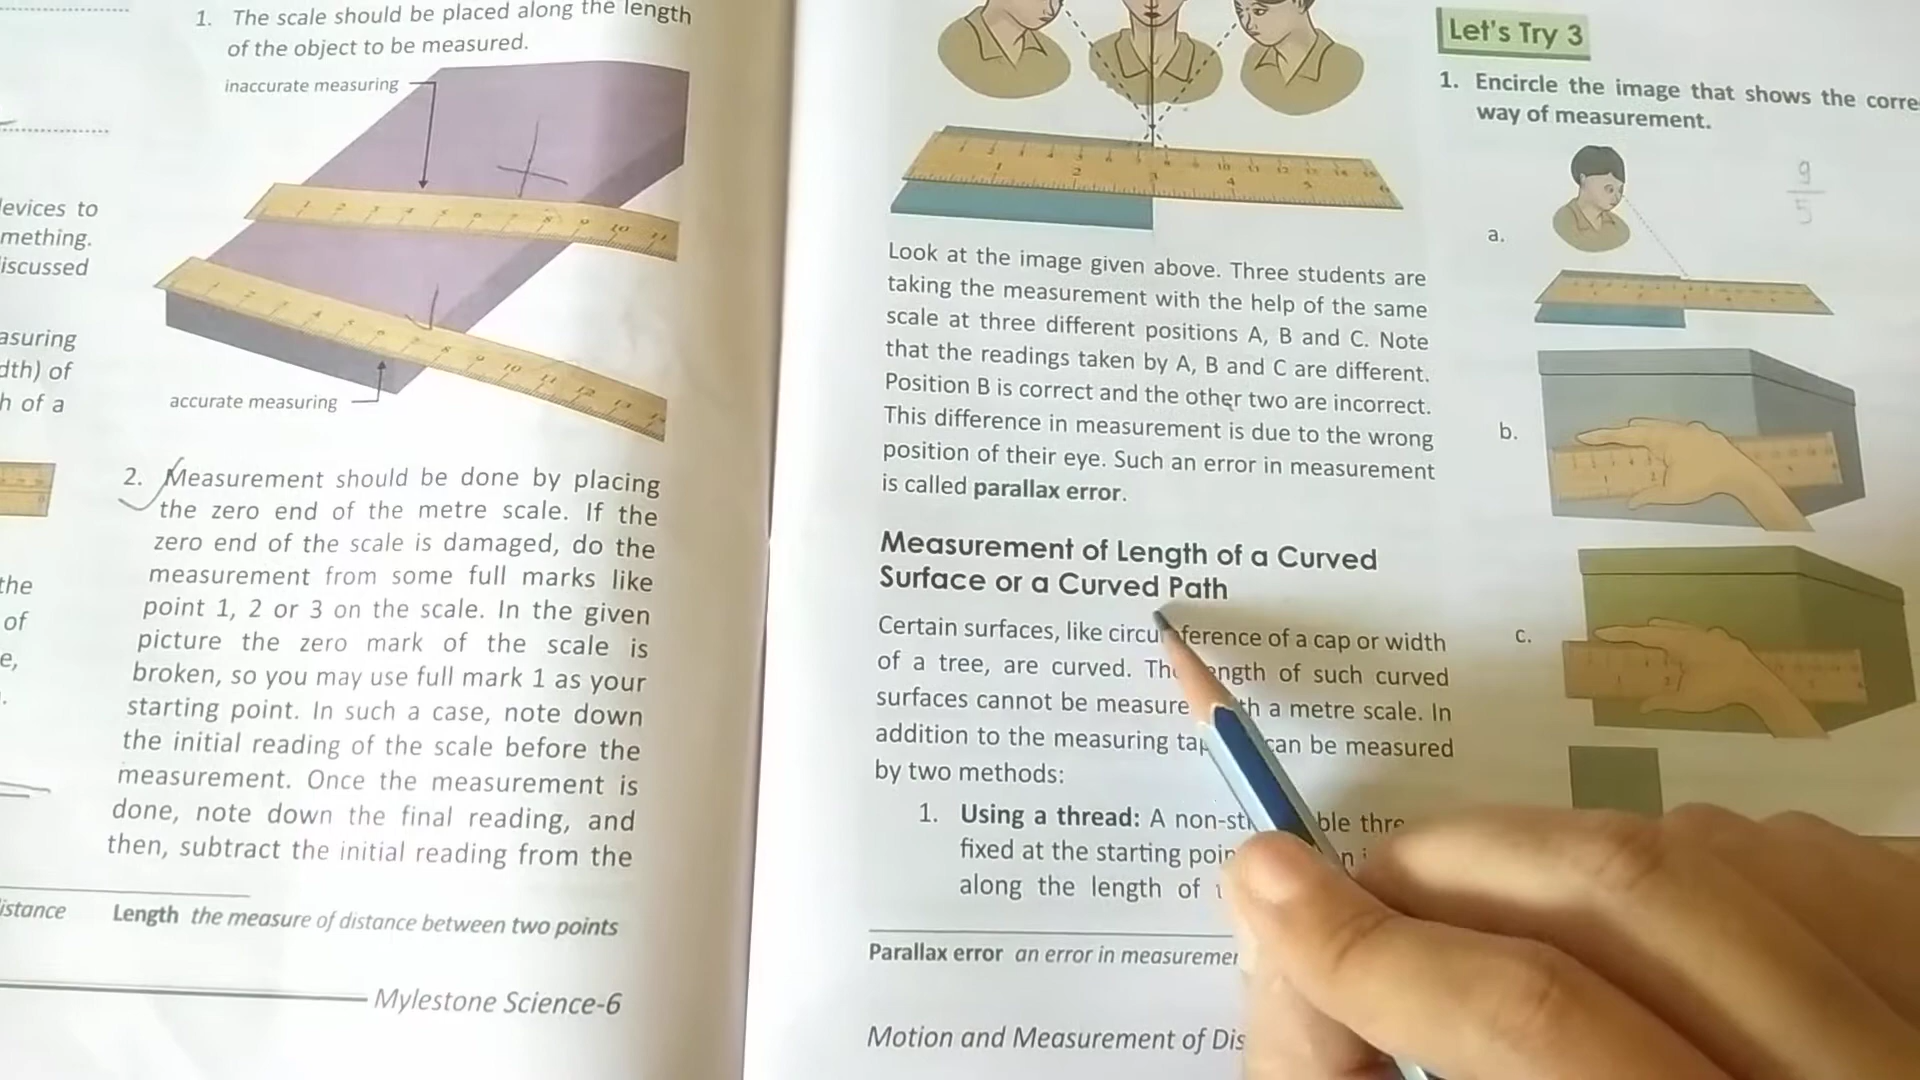 1. The scale should be placed along the length
of the object to be measured.
inaccurate measuring
accurate measuring
evices to
mething.
iscussed
asuring
dth) of
h of a
the
of
e,
2. Measurement should be done by placing
the zero end of the metre scale. If the
zero end of the scale is damaged, do the
measurement from some full marks like
point 1, 2 or 3 on the scale. In the given
picture the zero mark of the scale is
broken, so you may use full mark 1 as your
starting point. In such a case, note down
the initial reading of the scale before the
measurement. Once the measurement is
done, note down the final reading, and
then, subtract the initial reading from the
istance
Length the measure of distance between two points
Mylestone Science-6
Look at the image given above. Three students are
taking the measurement with the help of the same
scale at three different positions A, B and C. Note
that the readings taken by A, B and C are different.
Position B is correct and the other two are incorrect.
This difference in measurement is due to the wrong
position of their eye. Such an error in measurement
is called parallax error.
Measurement of Length of a Curved
Surface or a Curved Path
Certain surfaces, like circu ference of a cap or width
of a tree, are curved. Th ngth of such curved
surfaces cannot be measure th a metre scale. In
addition to the measuring tap can be measured
by two methods:
1. Using a thread: A non-st ble thre
fixed at the starting poin n i
along the length of
Parallax error an error in measuremen
Motion and Measurement of Dis
Let's Try 3
1. Encircle the image that shows the corre
way of measurement.
9
5
a.
b.
c.